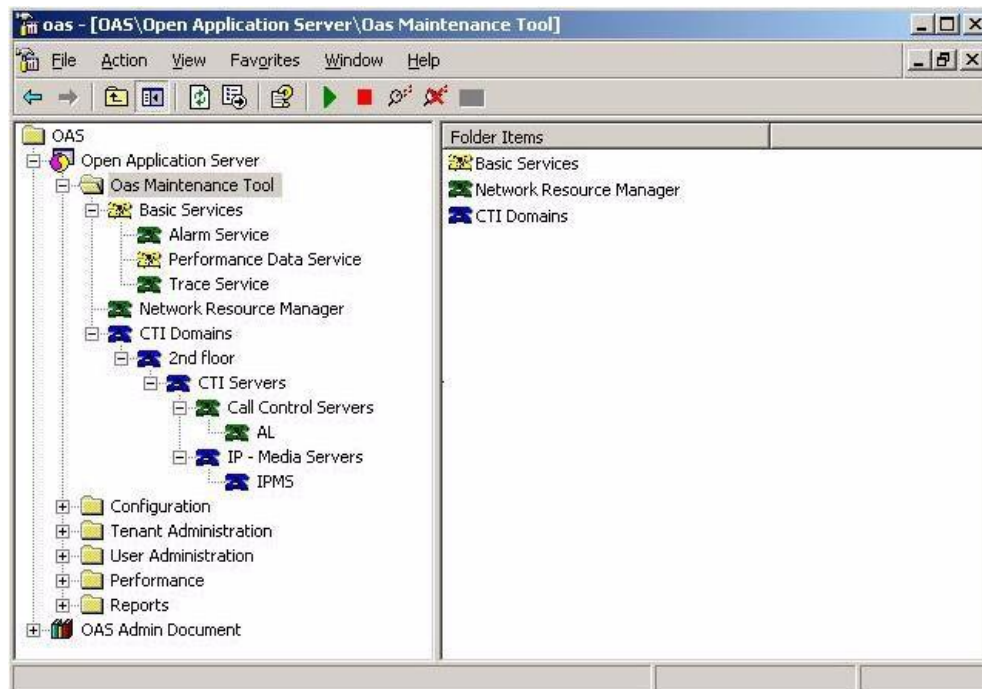 oas - [OAS\Open Application Server\Oas Maintenance Tool]
File Action View Favorites Window Help
OAS
Open Application Server
Oas Maintenance Tool
Basic Services
Alarm Service
Performance Data Service
Trace Service
Network Resource Manager
CTI Domains
2nd floor
CTI Servers
Call Control Servers
AL
IP - Media Servers
IPMS
Configuration
Tenant Administration
User Administration
Performance
Reports
OAS Admin Document
Folder Items
Basic Services
Network Resource Manager
CTI Domains